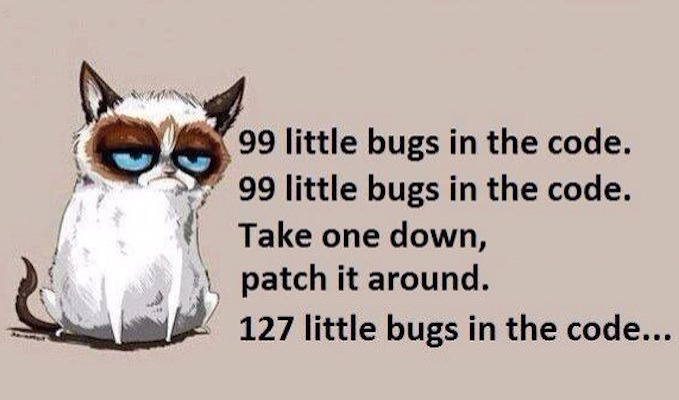 99 little bugs in the code.
99 little bugs in the code.
Take one down,
patch it around.
127 little bugs in the code...